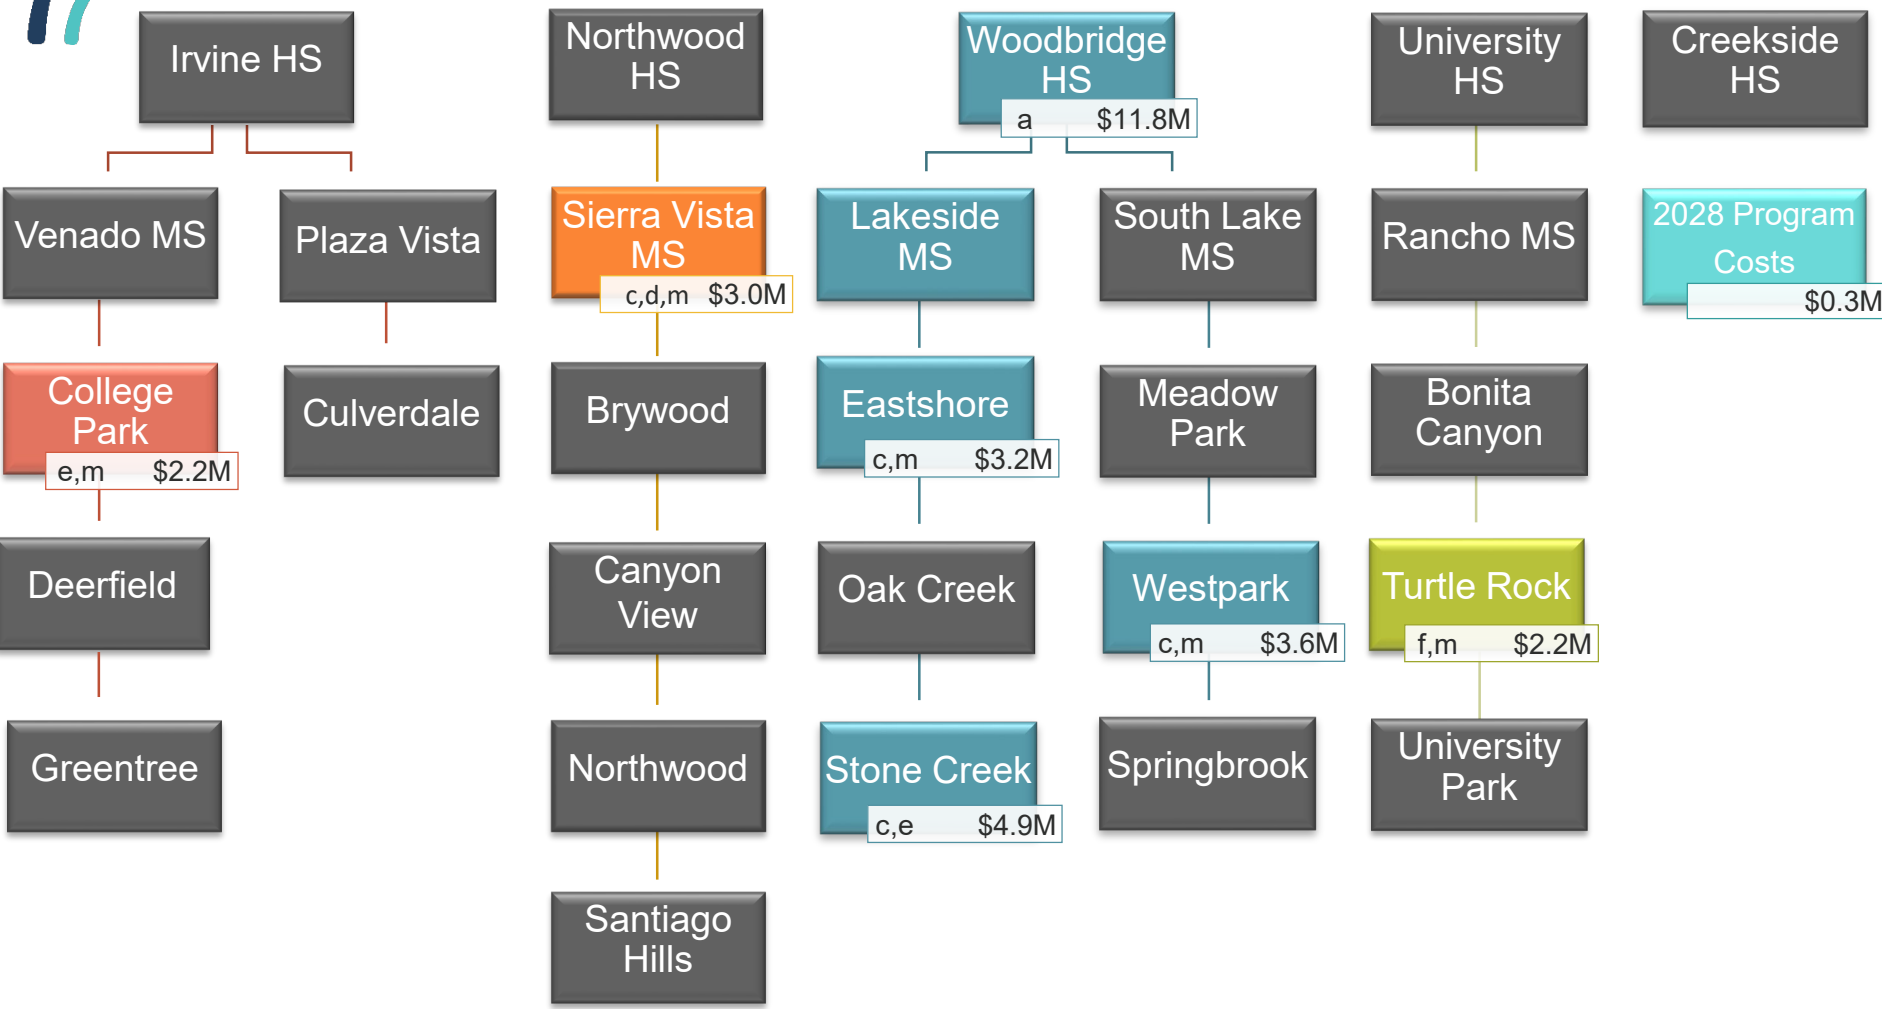 Irvine HS
Northwood
HS
Woodbridge
HS
a $11.8M
University
HS
Creekside
HS
Venado MS
Plaza Vista
Sierra Vista
MS
c,d,m $3.0M
Lakeside
MS
South Lake
MS
Rancho MS
2028 Program
Costs
$0.3M
College
Park
e,m $2.2M
Culverdale
Brywood
Eastshore
c,m $3.2M
Meadow
Park
Bonita
Canyon
Deerfield
Canyon
View
Oak Creek
Westpark
c,m $3.6M
Turtle Rock
f,m $2.2M
Greentree
Northwood
Stone Creek
c,e $4.9M
Springbrook
University
Park
Santiago
Hills